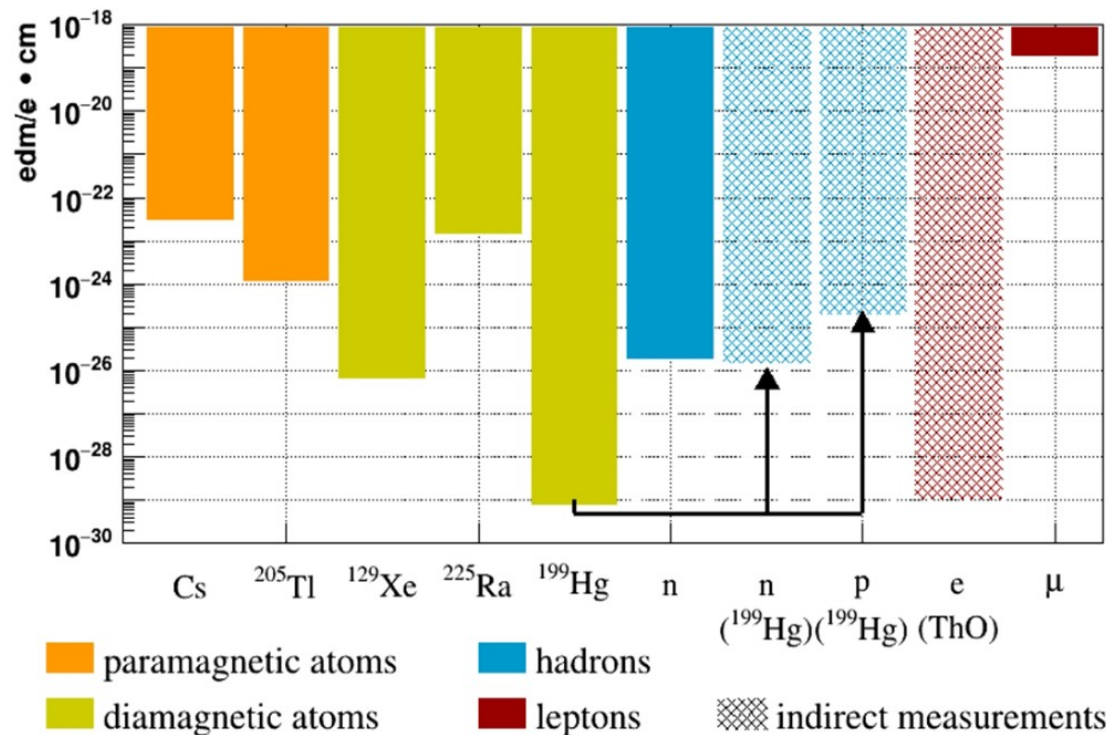 edm/e • cm
10⁻¹⁸
10⁻²⁰
10⁻²²
10⁻²⁴
10⁻²⁶
10⁻²⁸
10⁻³⁰
Cs ²⁰⁵Tl ¹²⁹Xe ²²⁵Ra ¹⁹⁹Hg n n p e μ
(¹⁹⁹Hg)(¹⁹⁹Hg) (ThO)
paramagnetic atoms hadrons
diamagnetic atoms leptons indirect measurements